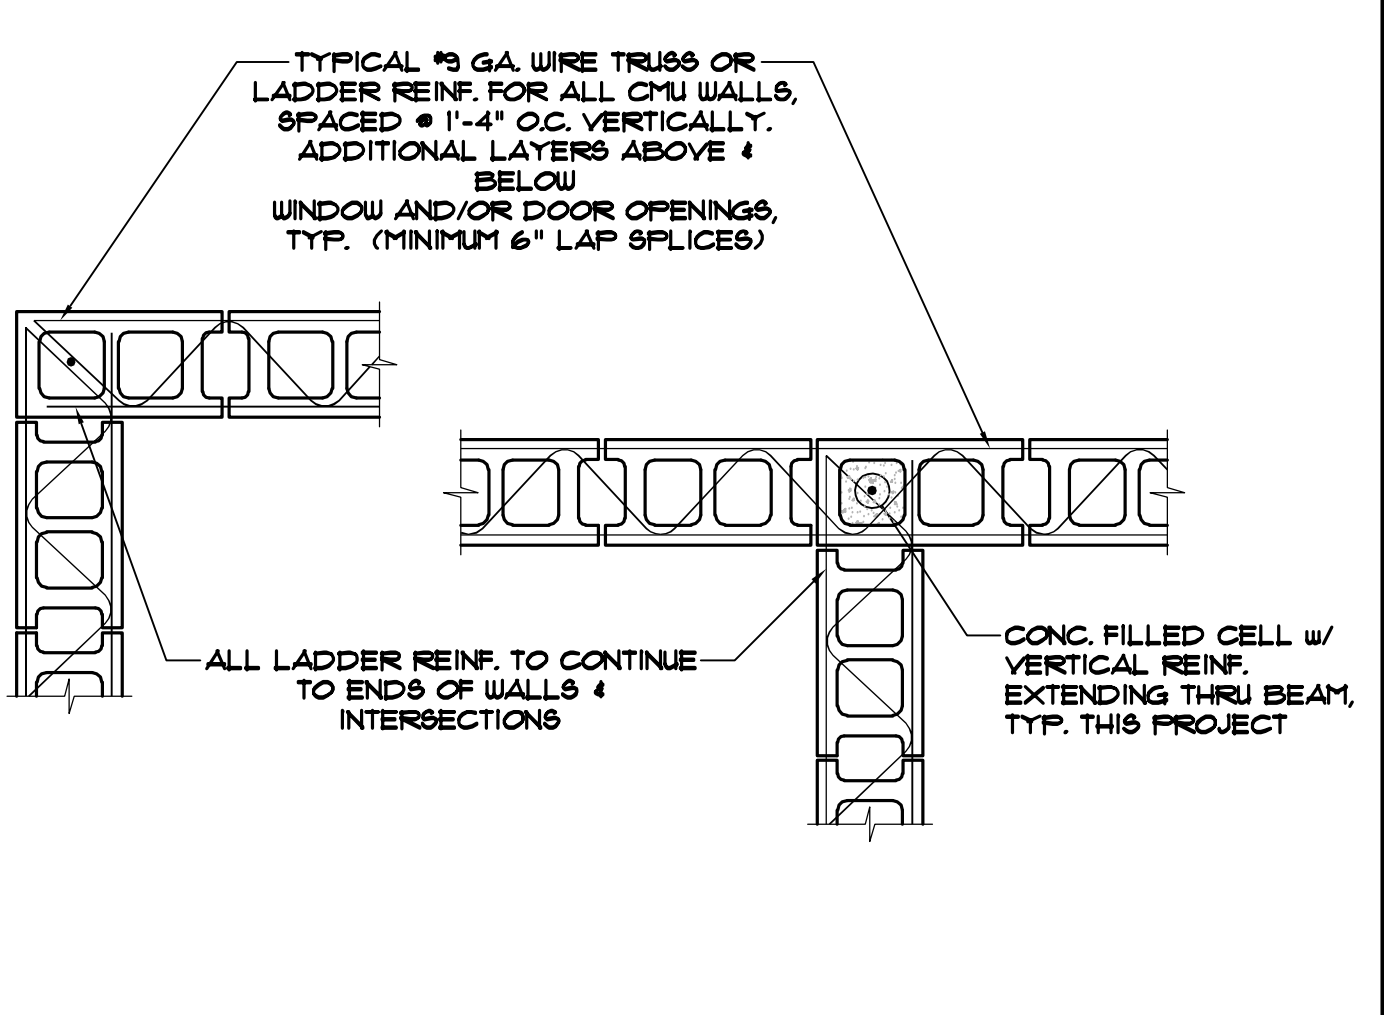 TYPICAL #9 GA. WIRE TRUSS OR
LADDER REINF. FOR ALL CMU WALLS,
SPACED @ 1'-4" O.C. VERTICALLY.
ADDITIONAL LAYERS ABOVE &
BELOW
WINDOW AND/OR DOOR OPENINGS,
TYP. (MINIMUM 6" LAP SPLICES)
ALL LADDER REINF. TO CONTINUE
TO ENDS OF WALLS &
INTERSECTIONS
CONC. FILLED CELL w/
VERTICAL REINF.
EXTENDING THRU BEAM,
TYP. THIS PROJECT